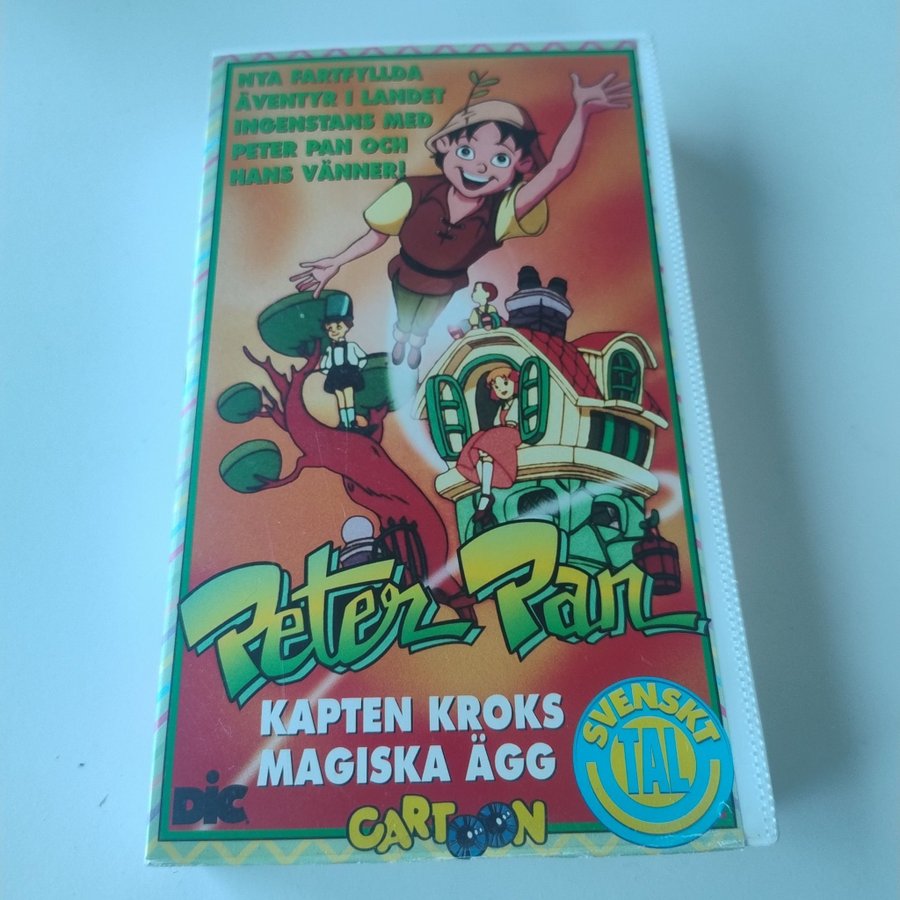 NYA FARTFYLLDA
ÄVENTYR I LANDET
INGENSTANS MED
PETER PAN OCH
HANS VÄNNER!
Peter Pan
KAPTEN KROKS
MAGISKA ÄGG
SVENSKT
TAL
DiC
CARTOON